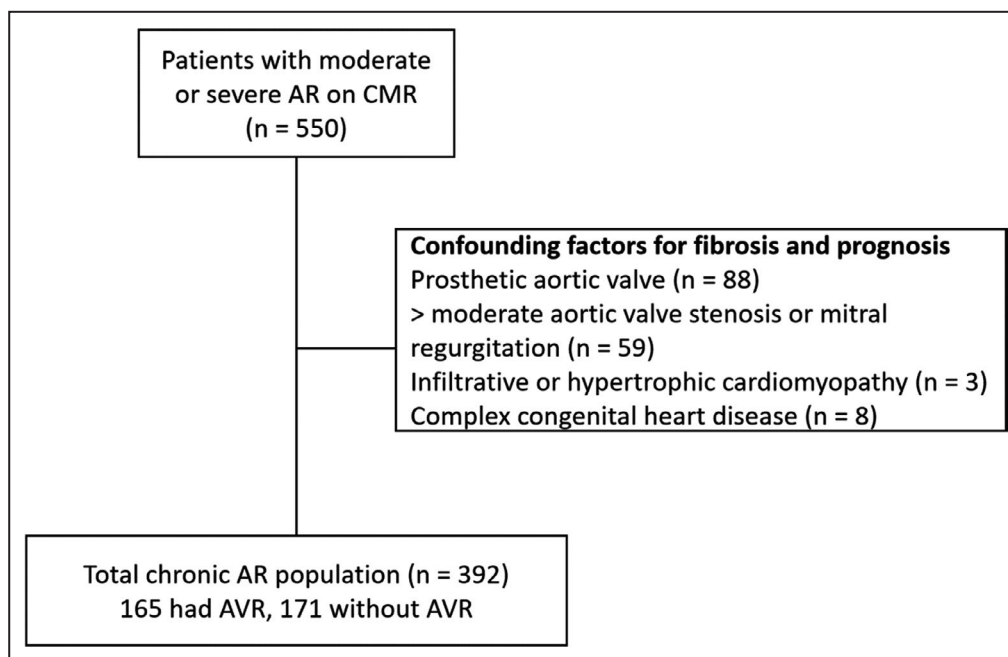 Patients with moderate
or severe AR on CMR
(n = 550)
Confounding factors for fibrosis and prognosis
Prosthetic aortic valve (n = 88)
> moderate aortic valve stenosis or mitral
regurgitation (n = 59)
Infiltrative or hypertrophic cardiomyopathy (n = 3)
Complex congenital heart disease (n = 8)
Total chronic AR population (n = 392)
165 had AVR, 171 without AVR